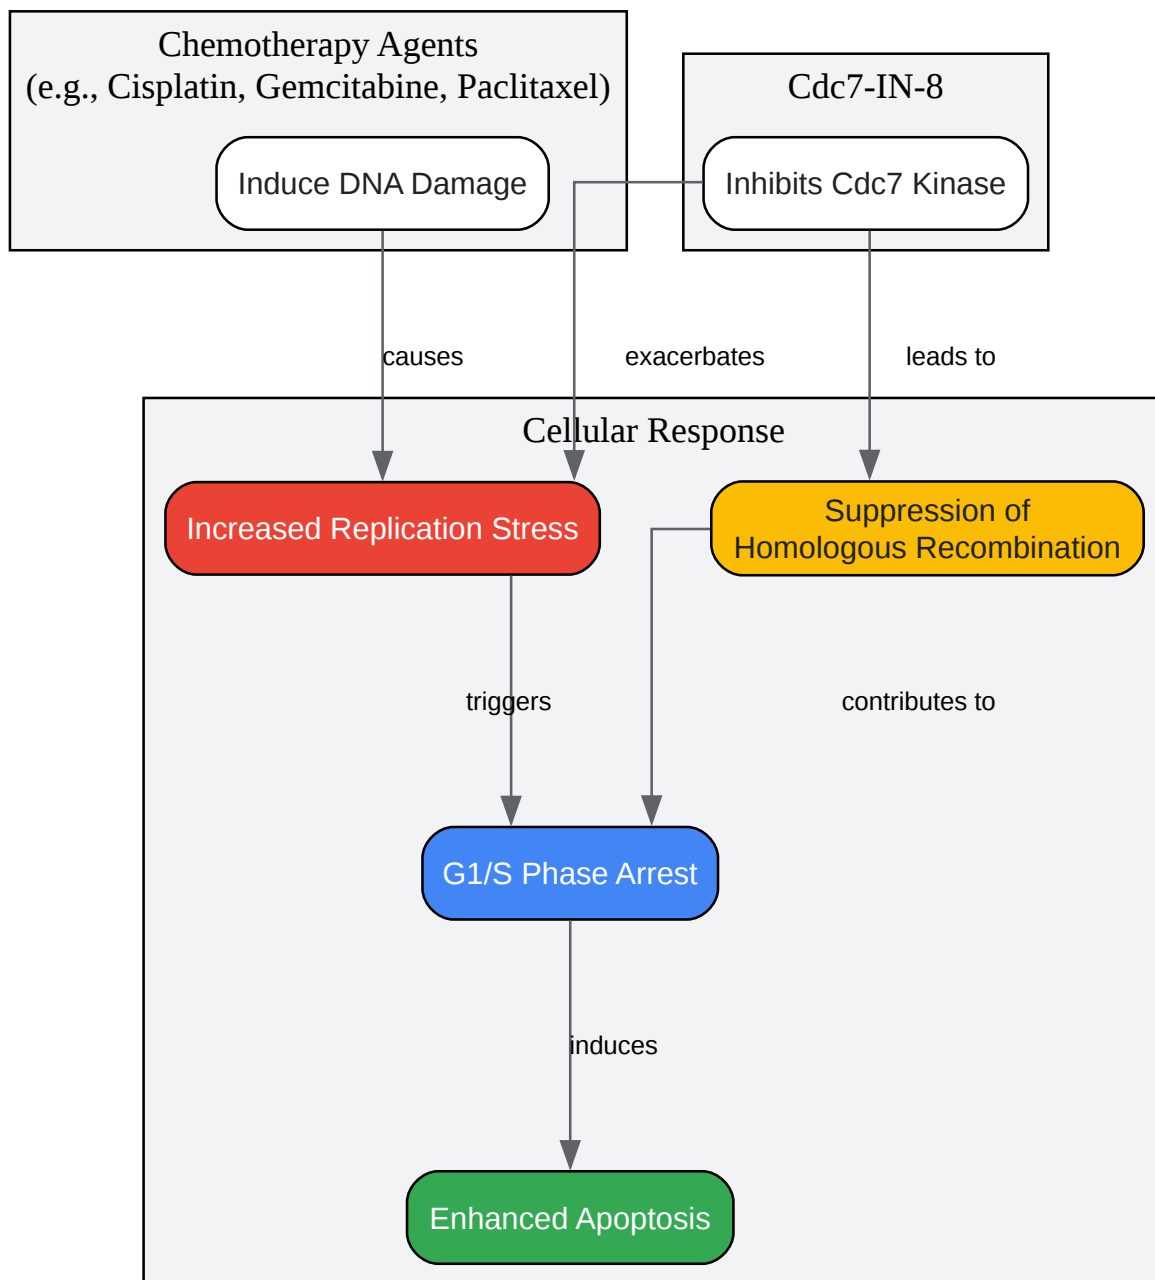 Chemotherapy Agents
(e.g., Cisplatin, Gemcitabine, Paclitaxel)
Cdc7-IN-8
Induce DNA Damage
Inhibits Cdc7 Kinase
causes
exacerbates
leads to
Cellular Response
Increased Replication Stress
Suppression of
Homologous Recombination
triggers
contributes to
G1/S Phase Arrest
induces
Enhanced Apoptosis